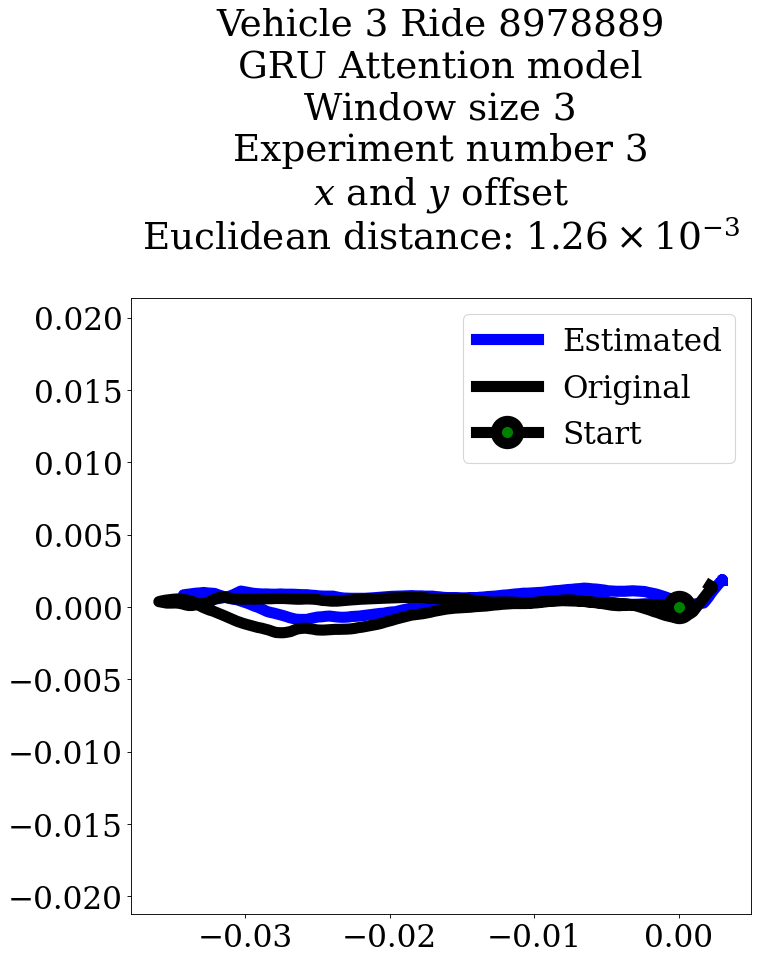 Vehicle 3 Ride 8978889
GRU Attention model
Window size 3
Experiment number 3
x and y offset
Euclidean distance: 1.26 × 10⁻³
Estimated
Original
Start
0.020
0.015
0.010
0.005
0.000
−0.005
−0.010
−0.015
−0.020
−0.03 −0.02 −0.01 0.00